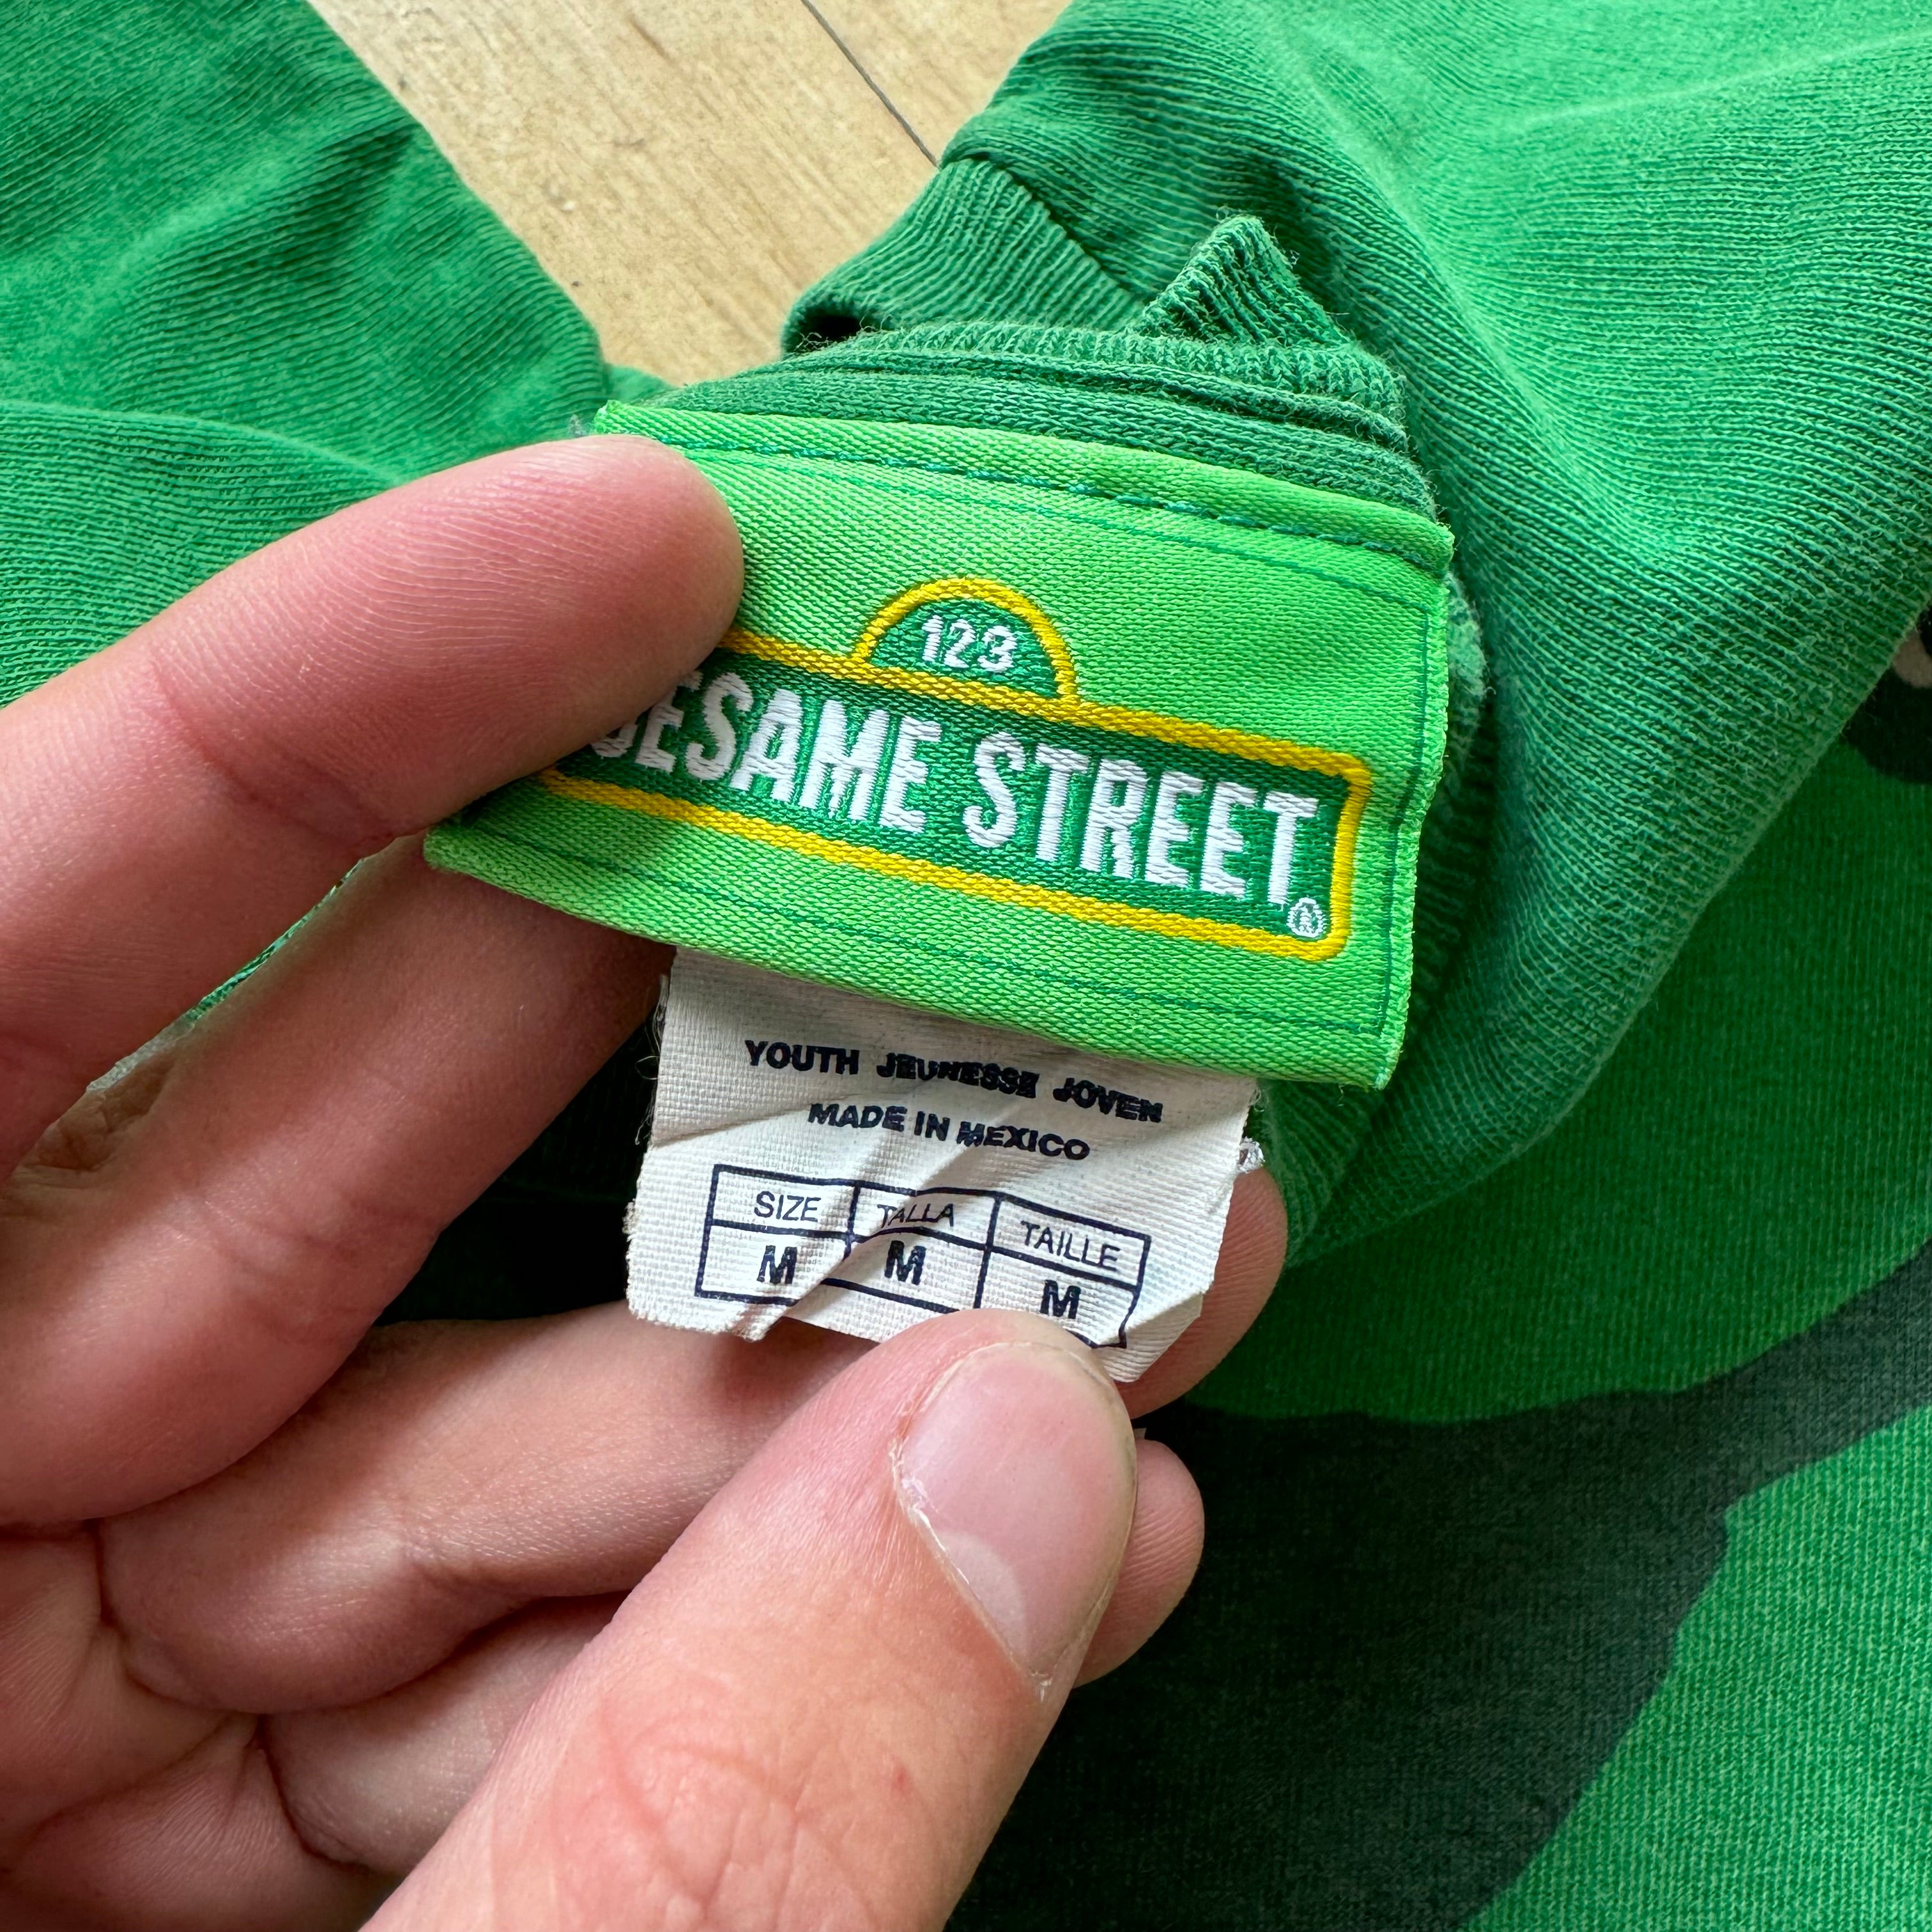 123
SESAME STREET®
YOUTH JEUNESSE JOVEN
MADE IN MEXICO
SIZE TALLA TAILLE
M M M